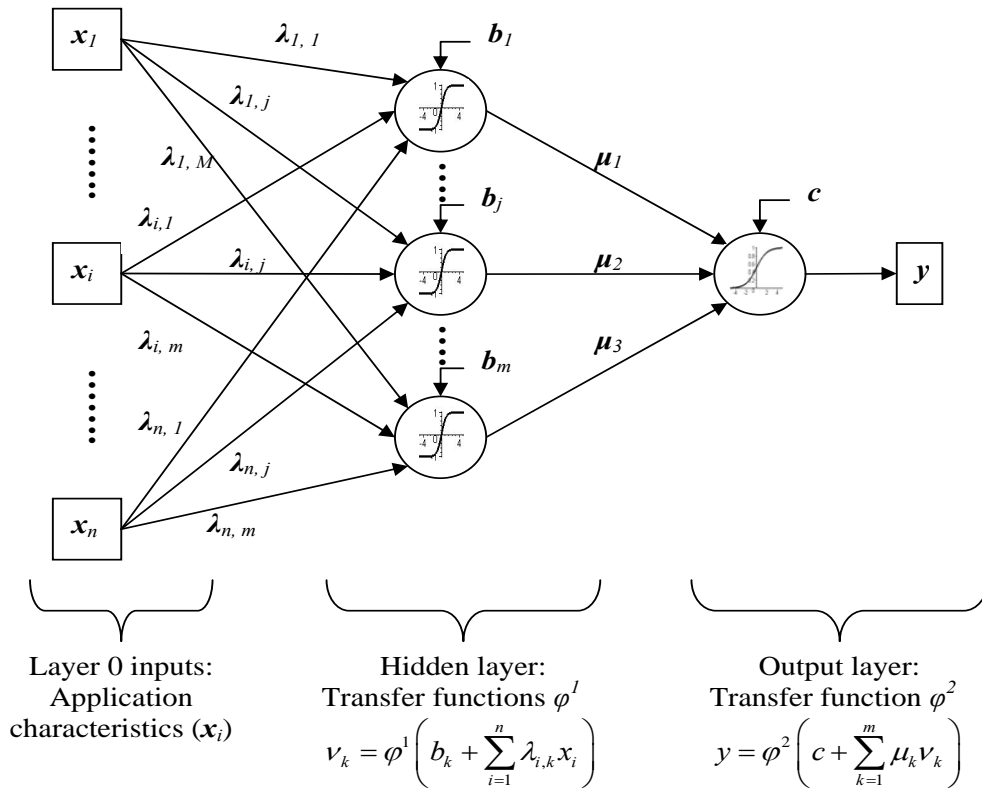 x1
λ1, 1
b1
λ1, j
λ1, M
μ1
λi,1
bj
c
xi
λi, j
μ2
y
λi, m
bm
μ3
λn, 1
λn, j
xn
λn, m
Layer 0 inputs:
Application
characteristics (xi)
Hidden layer:
Transfer functions φ¹
νk = φ¹ ( bk + Σ i=1 n λi,k xi )
Output layer:
Transfer function φ²
y = φ² ( c + Σ k=1 m μk νk )